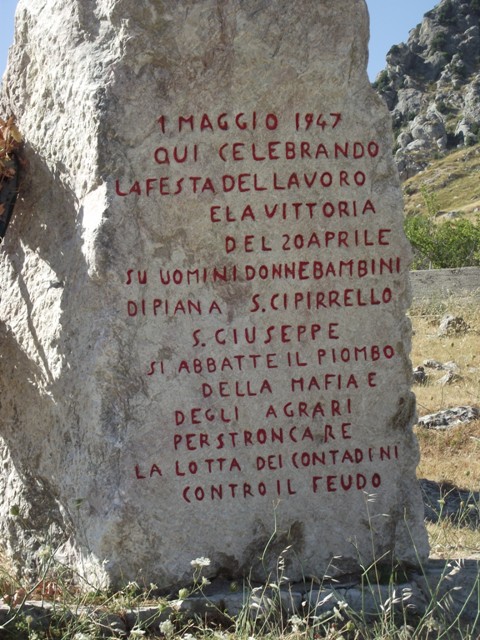 1 MAGGIO 1947
QUI CELEBRANDO
LA FESTA DEL LAVORO
E LA VITTORIA
DEL 20 APRILE
SU UOMINI DONNE BAMBINI
DI PIANA S. CIPIRRELLO
S. GIUSEPPE
SI ABBATTE IL PIOMBO
DELLA MAFIA E
DEGLI AGRARI
PER STRONCARE
LA LOTTA DEI CONTADINI
CONTRO IL FEUDO